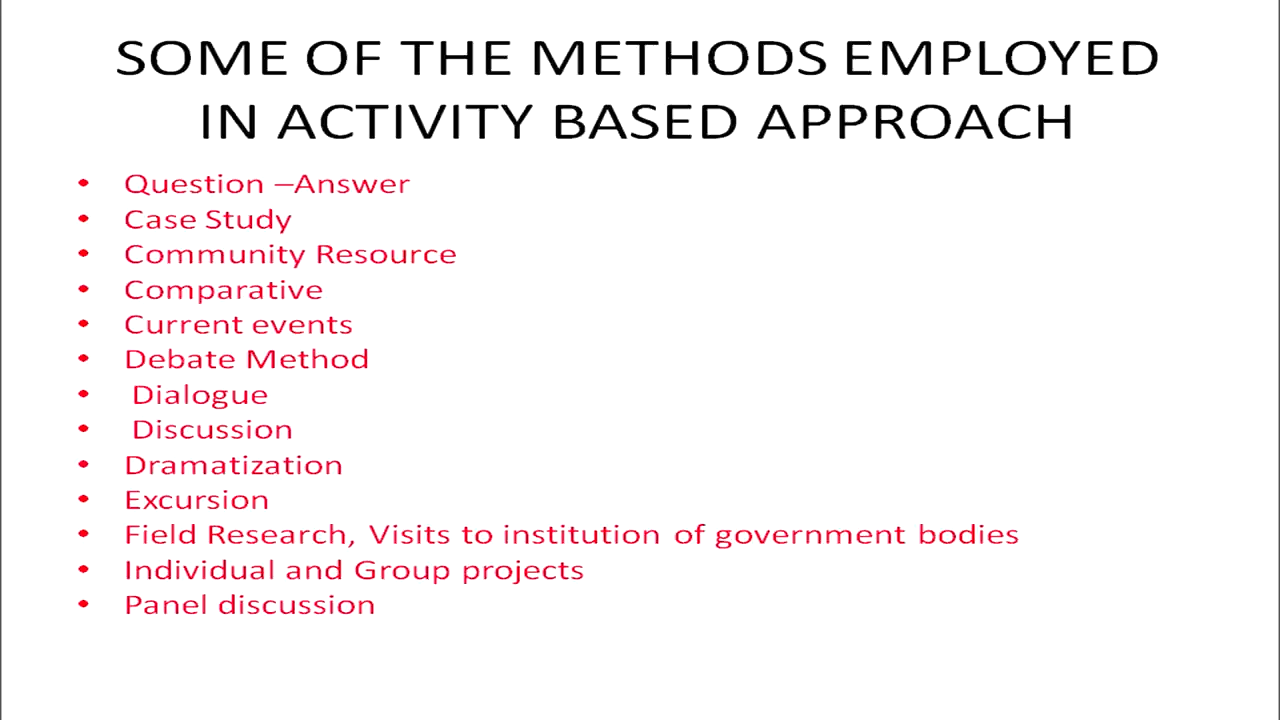 SOME OF THE METHODS EMPLOYED
IN ACTIVITY BASED APPROACH
• Question –Answer
• Case Study
• Community Resource
• Comparative
• Current events
• Debate Method
• Dialogue
• Discussion
• Dramatization
• Excursion
• Field Research, Visits to institution of government bodies
• Individual and Group projects
• Panel discussion